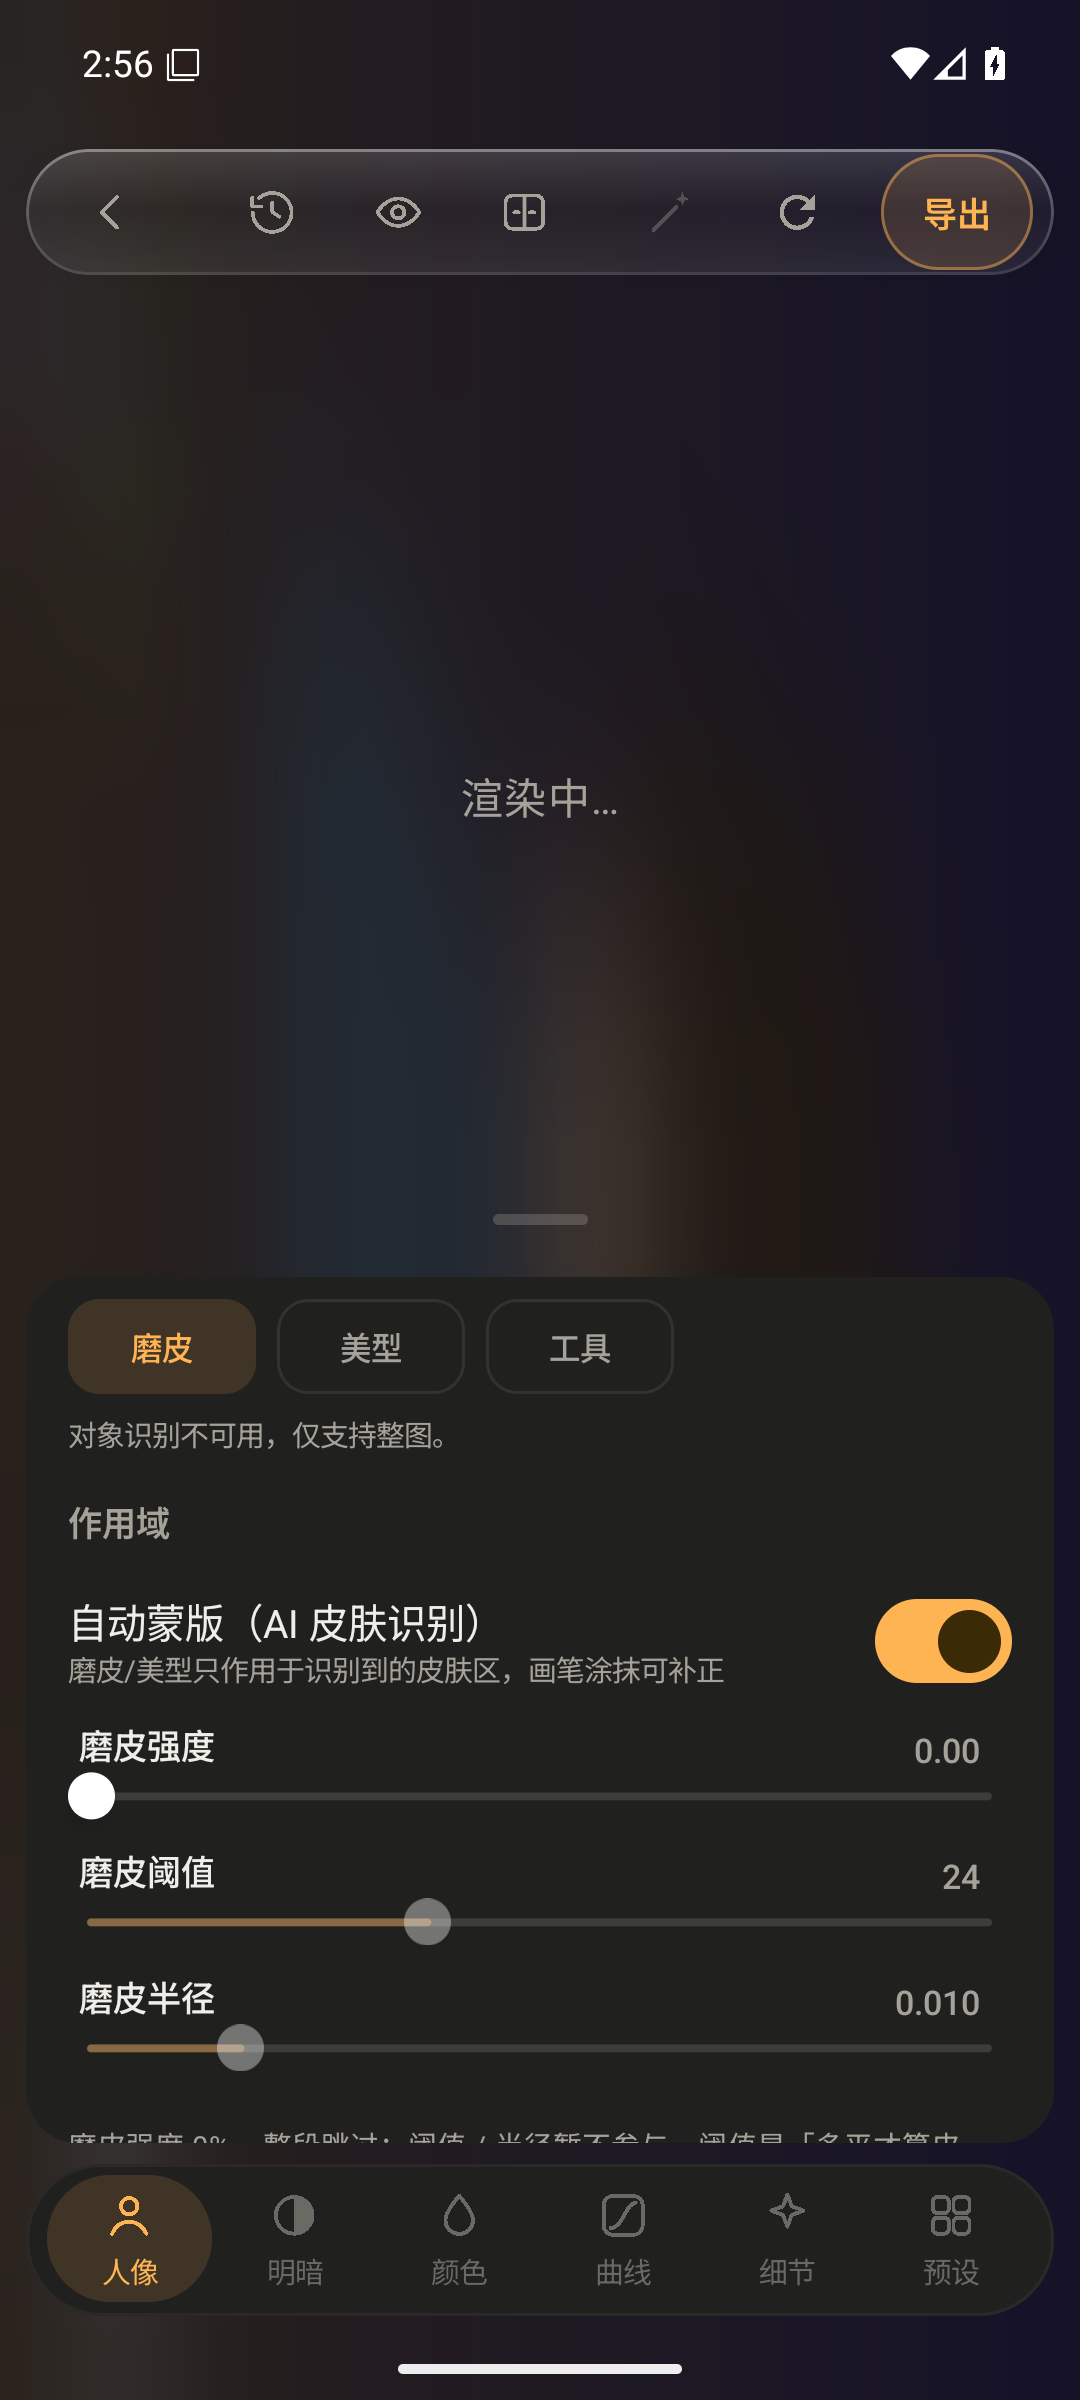 2:56
导出
渲染中...
磨皮
美型
工具
对象识别不可用，仅支持整图。
作用域
自动蒙版（AI 皮肤识别）
磨皮/美型只作用于识别到的皮肤区，画笔涂抹可补正
磨皮强度
0.00
磨皮阈值
24
磨皮半径
0.010
人像
明暗
颜色
曲线
细节
预设